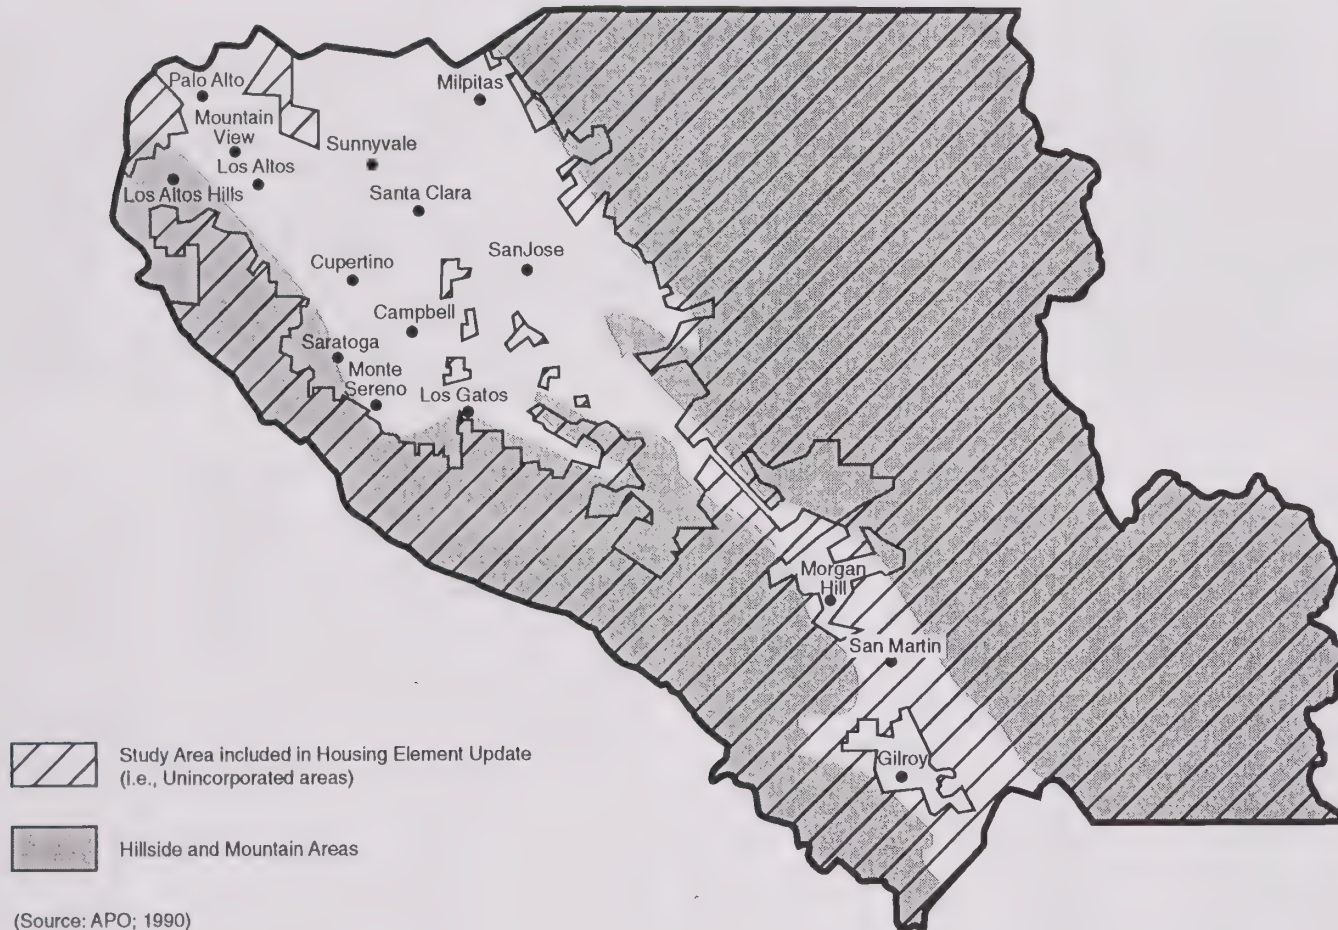 Palo Alto
Milpitas
Mountain
View
Sunnyvale
Los Altos
Los Altos Hills
Santa Clara
SanJose
Cupertino
Campbell
Saratoga
Monte
Sereno
Los Gatos
Morgan
Hill
San Martin
Gilroy
Study Area included in Housing Element Update
(i.e., Unincorporated areas)
Hillside and Mountain Areas
(Source: APO; 1990)